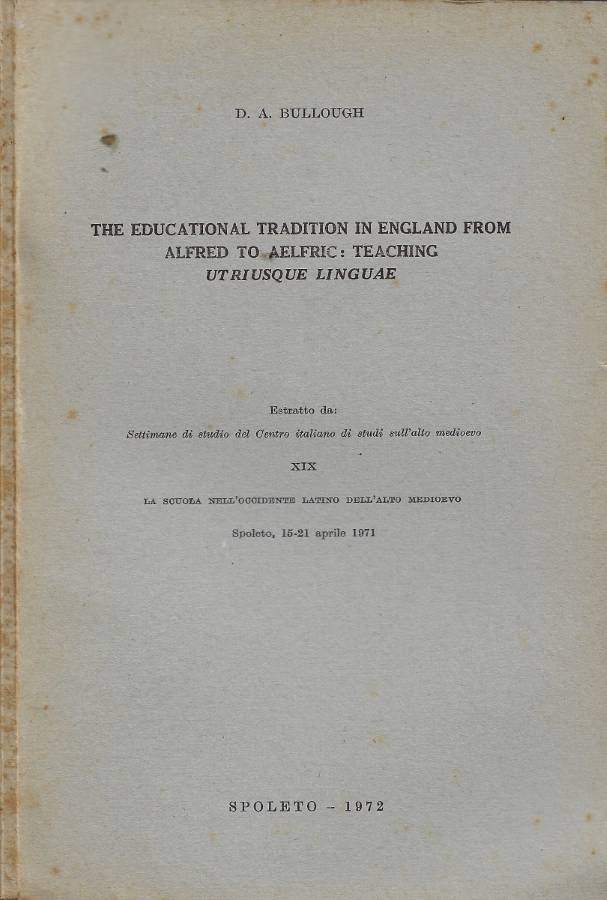 D. A. BULLOUGH
THE EDUCATIONAL TRADITION IN ENGLAND FROM
ALFRED TO AELFRIC: TEACHING
UTRIUSQUE LINGUAE
Estratto da:
Settimane di studio del Centro italiano di studi sull'alto medioevo
XIX
LA SCUOLA NELL'OCCIDENTE LATINO DELL'ALTO MEDIOEVO
Spoleto, 15-21 aprile 1971
SPOLETO – 1972